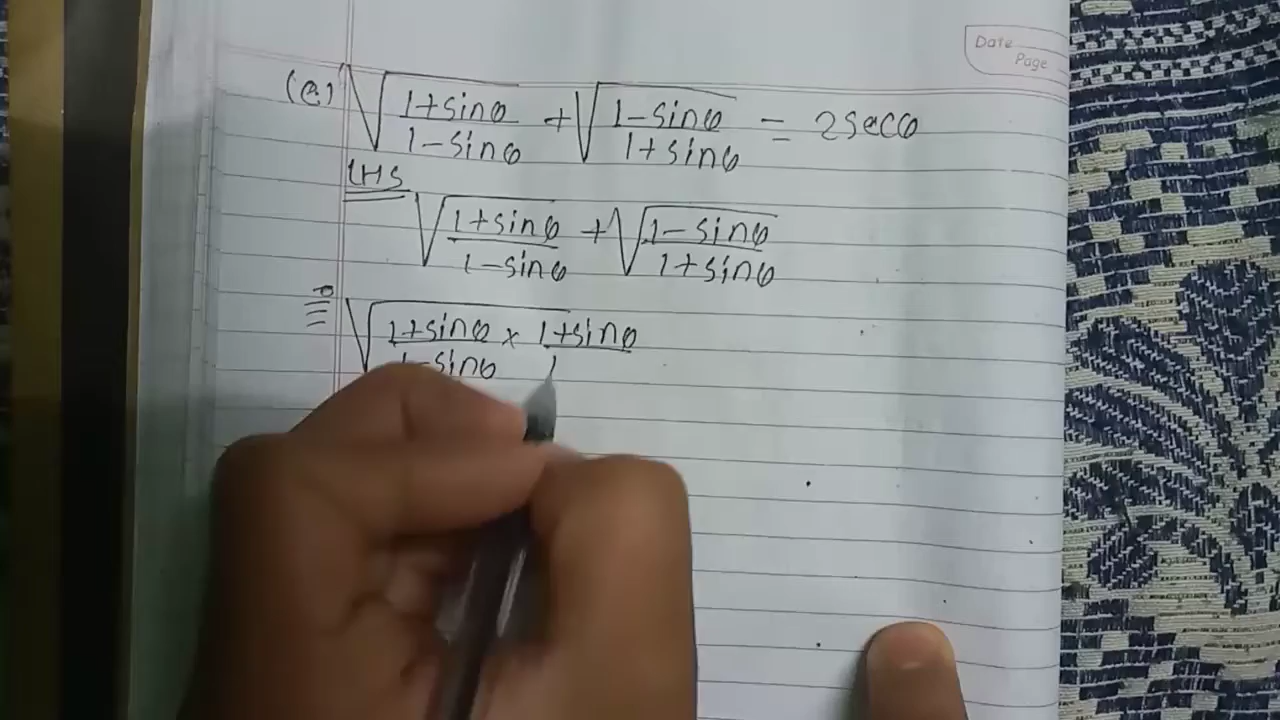 Date
Page
(e) √(1+sinθ/1-sinθ) + √(1-sinθ/1+sinθ) = 2secθ
LHS
√(1+sinθ/1-sinθ) + √(1-sinθ/1+sinθ)
√(1+sinθ/1-sinθ × 1+sinθ/1